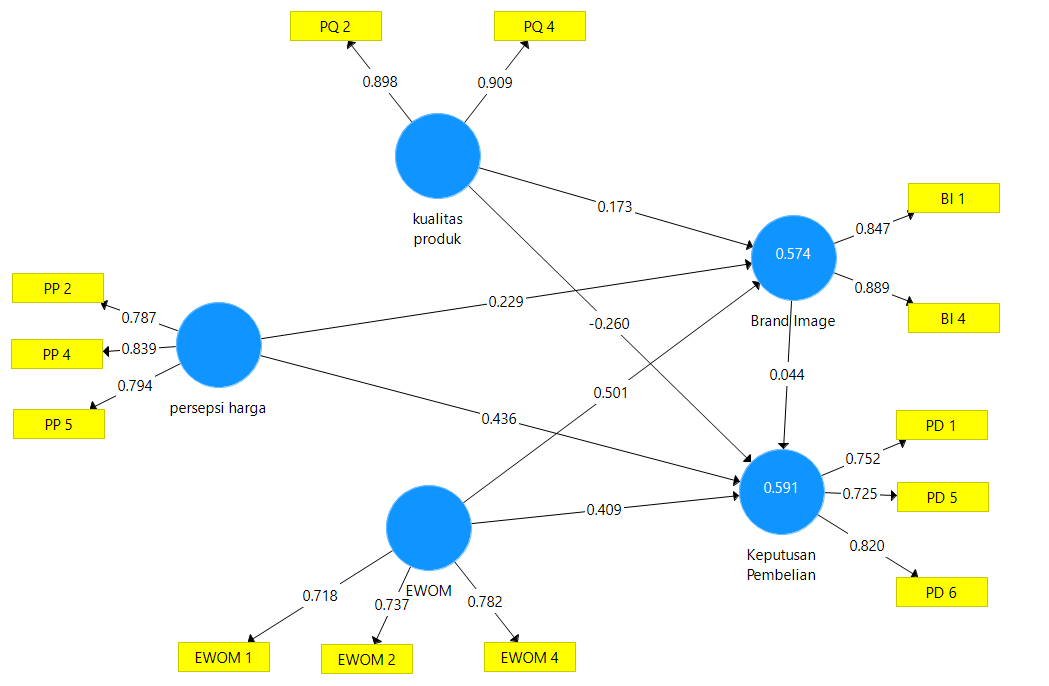 PQ 2
PQ 4
0.898
0.909
kualitas
produk
0.173
BI 1
0.847
0.574
0.889
Brand Image
BI 4
PP 2
0.787
PP 4
0.839
0.794
PP 5
persepsi harga
0.229
-0.260
0.044
0.501
0.436
PD 1
0.752
0.591
0.725
PD 5
0.409
0.820
Keputusan
Pembelian
PD 6
EWOM
0.718
0.737
0.782
EWOM 1
EWOM 2
EWOM 4